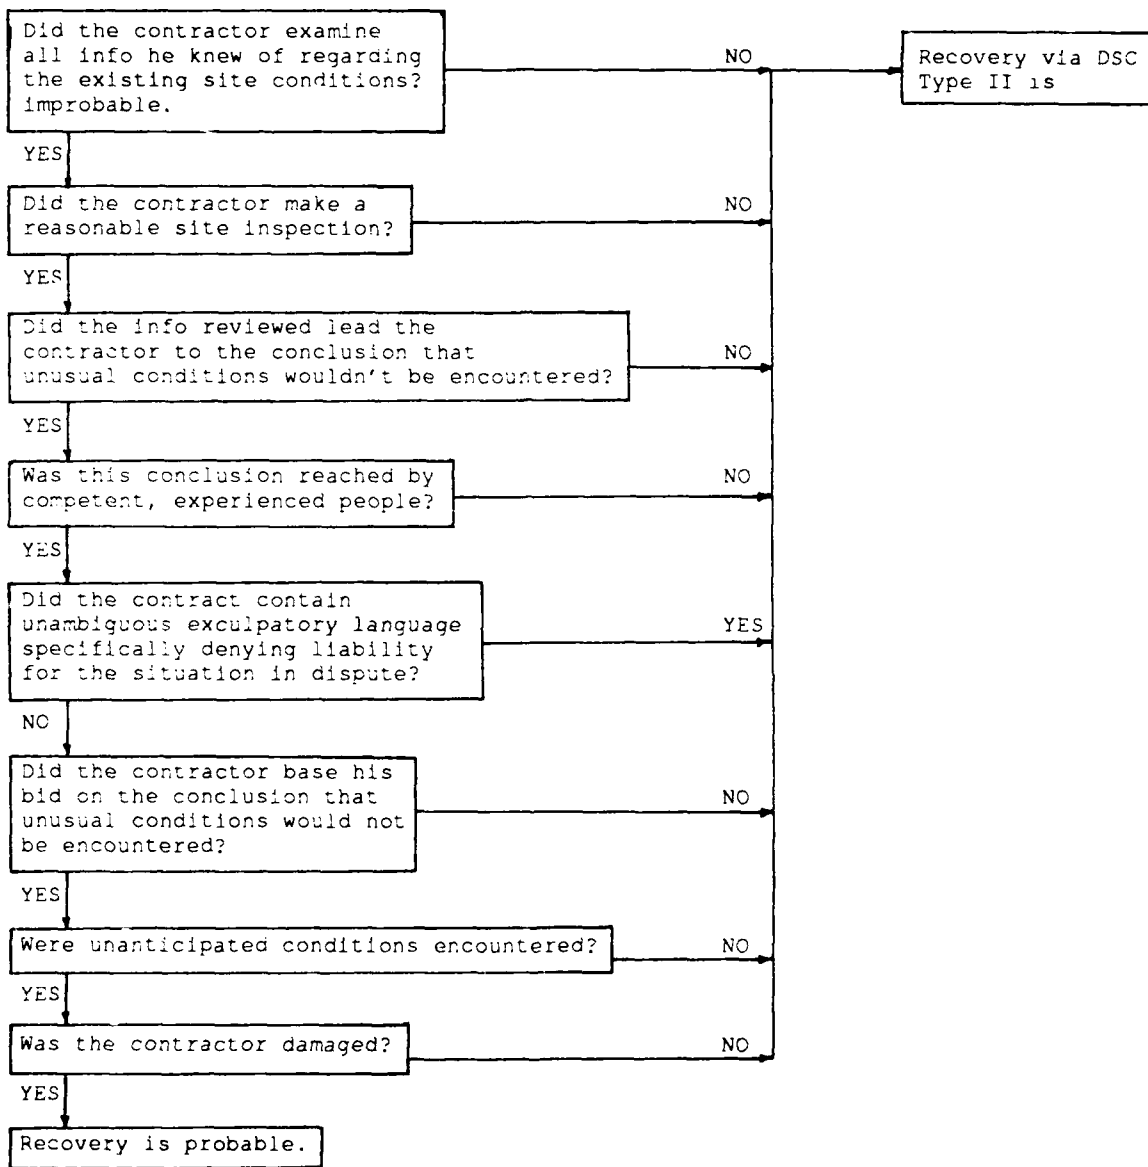 Did the contractor examine
all info he knew of regarding
the existing site conditions?
improbable.
NO
Recovery via DSC
Type II is
YES
Did the contractor make a
reasonable site inspection?
NO
YES
Did the info reviewed lead the
contractor to the conclusion that
unusual conditions wouldn't be encountered?
NO
YES
Was this conclusion reached by
competent, experienced people?
NO
YES
Did the contract contain
unambiguous exculpatory language
specifically denying liability
for the situation in dispute?
YES
NO
Did the contractor base his
bid on the conclusion that
unusual conditions would not
be encountered?
NO
YES
Were unanticipated conditions encountered?
NO
YES
Was the contractor damaged?
NO
YES
Recovery is probable.